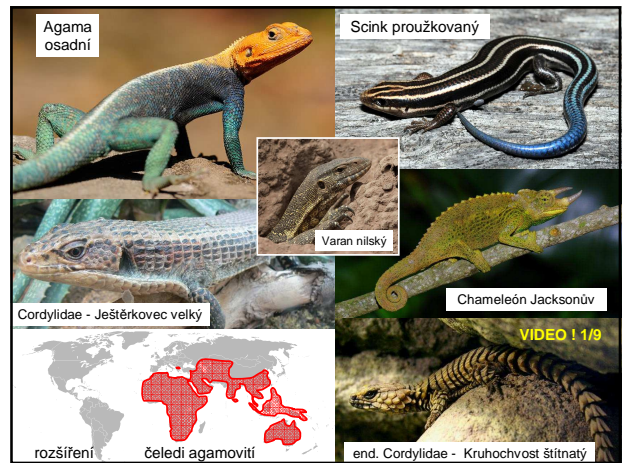 Agama
osadní
Scink proužkovaný
Varan nilský
Cordylidae - Ještěrkovec velký
Chameleón Jacksonův
VIDEO ! 1/9
rozšíření
čeledi agamovití
end. Cordylidae - Kruhochvost štítnatý